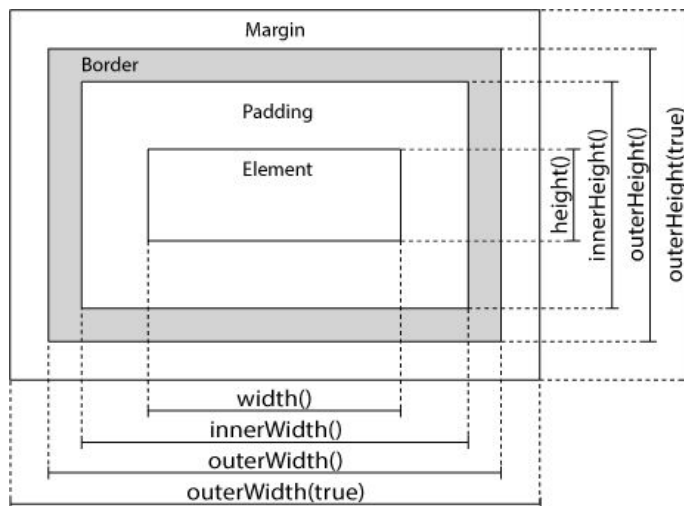 Margin
Border
Padding
Element
height()
innerHeight()
outerHeight()
outerHeight(true)
width()
innerWidth()
outerWidth()
outerWidth(true)